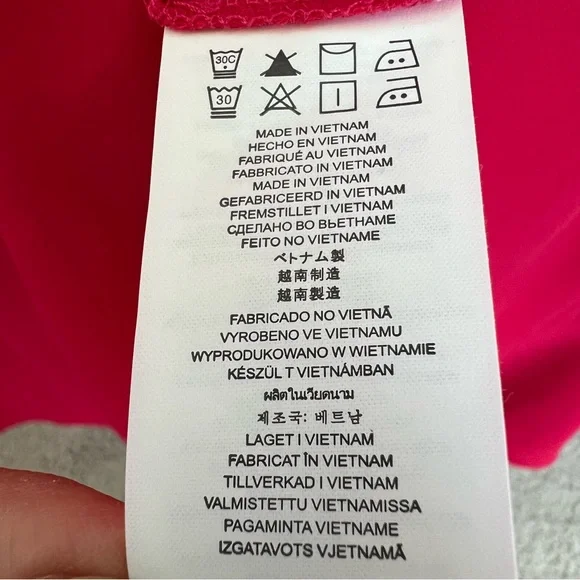 30C
30
MADE IN VIETNAM
HECHO EN VIETNAM
FABRIQUÉ AU VIETNAM
FABBRICATO IN VIETNAM
MADE IN VIETNAM
GEFABRICEERD IN VIETNAM
FREMSTILLET I VIETNAM
СДЕЛАНО ВО ВЬЕТНАМЕ
FEITO NO VIETNAME
ベトナム製
越南制造
越南製造
FABRICADO NO VIETNÃ
VYROBENO VE VIETNAMU
WYPRODUKOWANO W WIETNAMIE
KÉSZÜLT VIETNÁMBAN
ผลิตในเวียดนาม
제조국: 베트남
LAGET I VIETNAM
FABRICAT ÎN VIETNAM
TILLVERKAD I VIETNAM
VALMISTETTU VIETNAMISSA
PAGAMINTA VIETNAME
IZGATAVOTS VJETNAMĀ